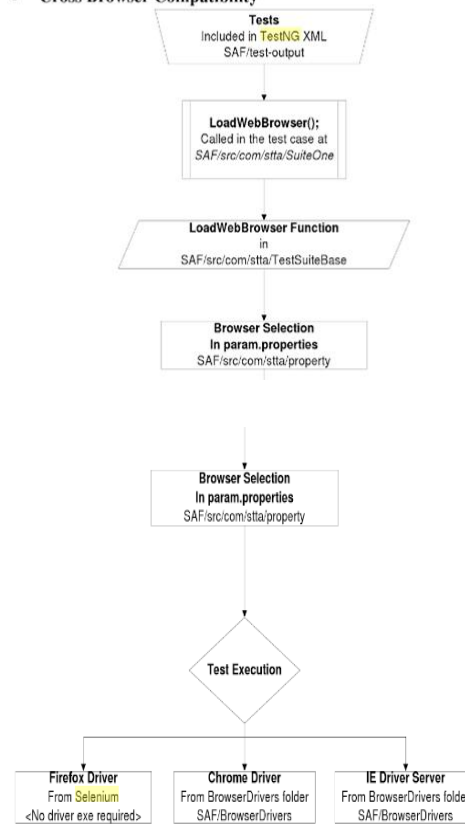 Cross Browser Compatibility
Tests
Included in TestNG XML
SAF/test-output
LoadWebBrowser();
Called in the test case at
SAF/src/com/stta/SuiteOne
LoadWebBrowser Function
in
SAF/src/com/stta/TestSuiteBase
Browser Selection
In param.properties
SAF/src/com/stta/property
Browser Selection
In param.properties
SAF/src/com/stta/property
Test Execution
Firefox Driver
From Selenium
<No driver exe required>
Chrome Driver
From BrowserDrivers folder
SAF/BrowserDrivers
IE Driver Server
From BrowserDrivers folde
SAF/BrowserDrivers